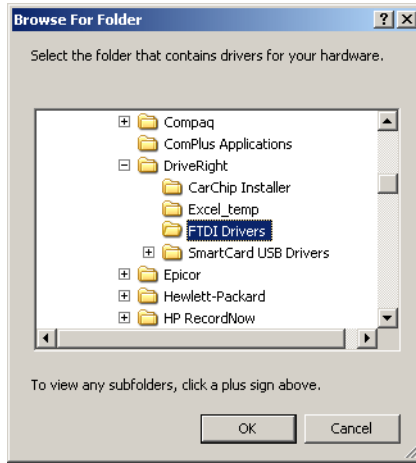 Browse For Folder
Select the folder that contains drivers for your hardware.
Compaq
ComPlus Applications
DriveRight
CarChip Installer
Excel_temp
FTDI Drivers
SmartCard USB Drivers
Epicor
Hewlett-Packard
HP RecordNow
To view any subfolders, click a plus sign above.
OK Cancel